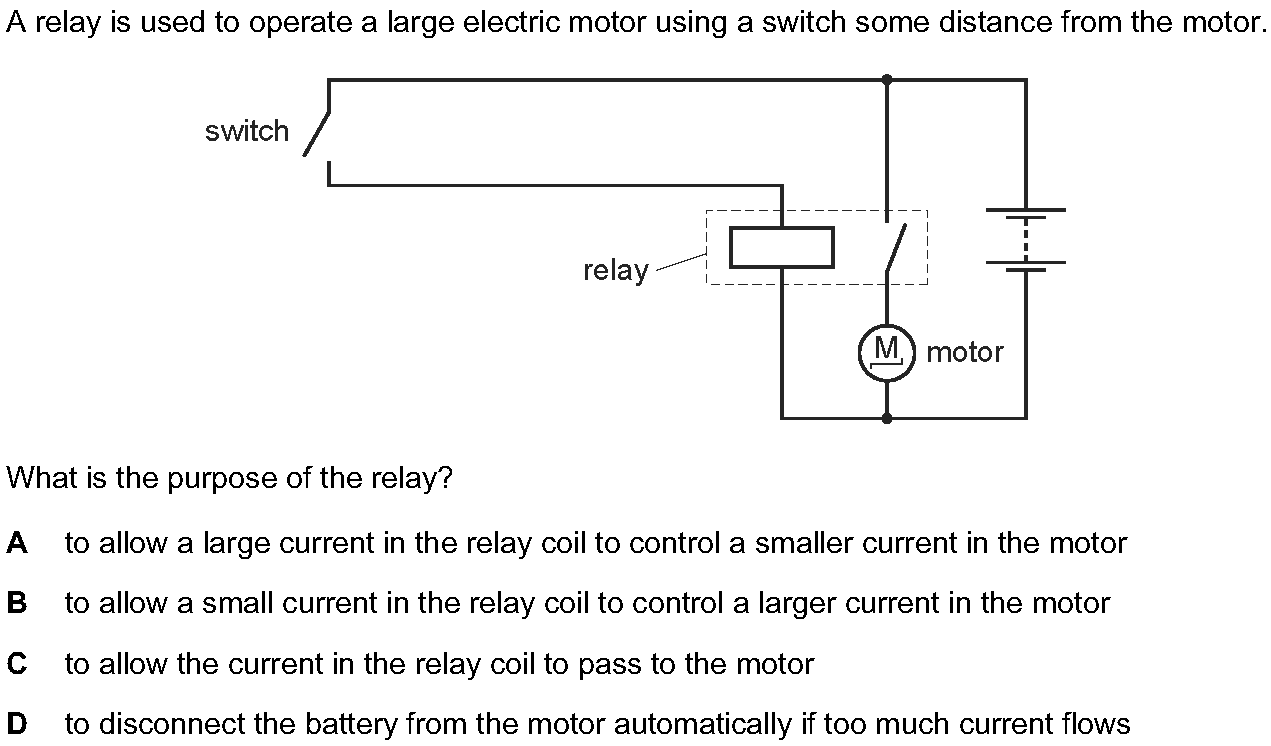 A relay is used to operate a large electric motor using a switch some distance from the motor.
switch
relay
M
motor
What is the purpose of the relay?
A to allow a large current in the relay coil to control a smaller current in the motor
B to allow a small current in the relay coil to control a larger current in the motor
C to allow the current in the relay coil to pass to the motor
D to disconnect the battery from the motor automatically if too much current flows